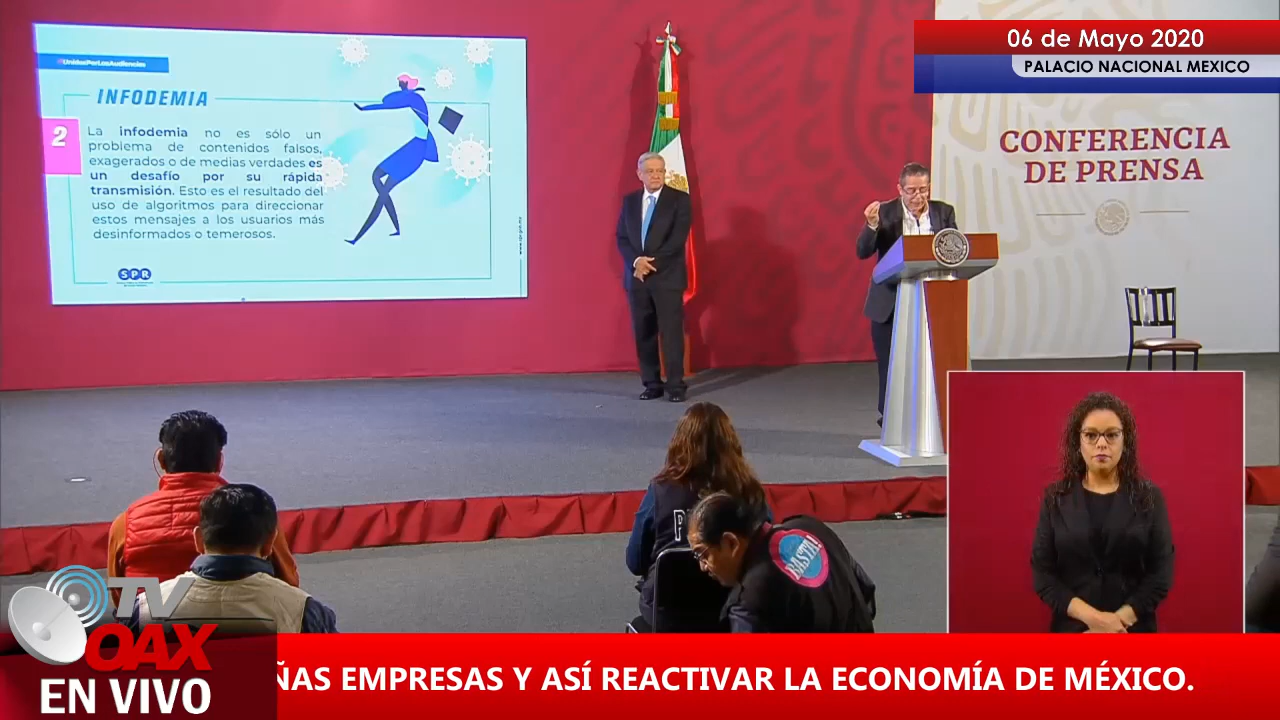 06 de Mayo 2020
PALACIO NACIONAL MEXICO
#UnidosPorLasAudiencias
INFODEMIA
2
La infodemia no es sólo un
problema de contenidos falsos,
exagerados o de medias verdades es
un desafío por su rápida
transmisión. Esto es el resultado del
uso de algoritmos para direccionar
estos mensajes a los usuarios más
desinformados o temerosos.
SPR
CONFERENCIA
DE PRENSA
BASTA!
TV
OAX
EN VIVO
ÑAS EMPRESAS Y ASÍ REACTIVAR LA ECONOMÍA DE MÉXICO.